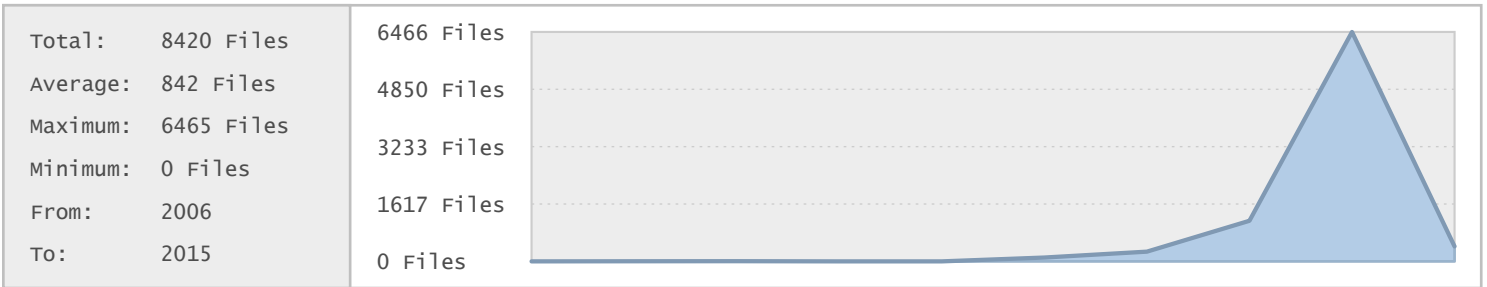 Total: 8420 Files
Average: 842 Files
Maximum: 6465 Files
Minimum: 0 Files
From: 2006
To: 2015
6466 Files
4850 Files
3233 Files
1617 Files
0 Files